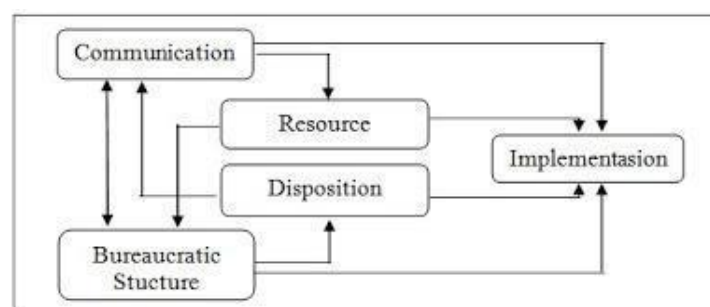 Communication
Resource
Implementasion
Disposition
Bureaucratic
Stucture